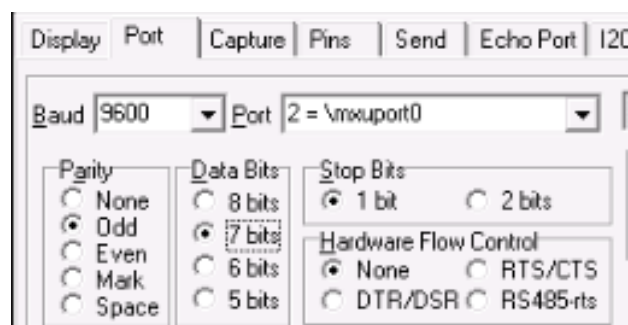 Display Port Capture Pins Send Echo Port
Baud 9600 Port 2 = \mxuport0
Parity
None
Odd
Even
Mark
Space
Data Bits
8 bits
7 bits
6 bits
5 bits
Stop Bits
1 bit 2 bits
Hardware Flow Control
None RTS/CTS
DTR/DSR RS485-rts